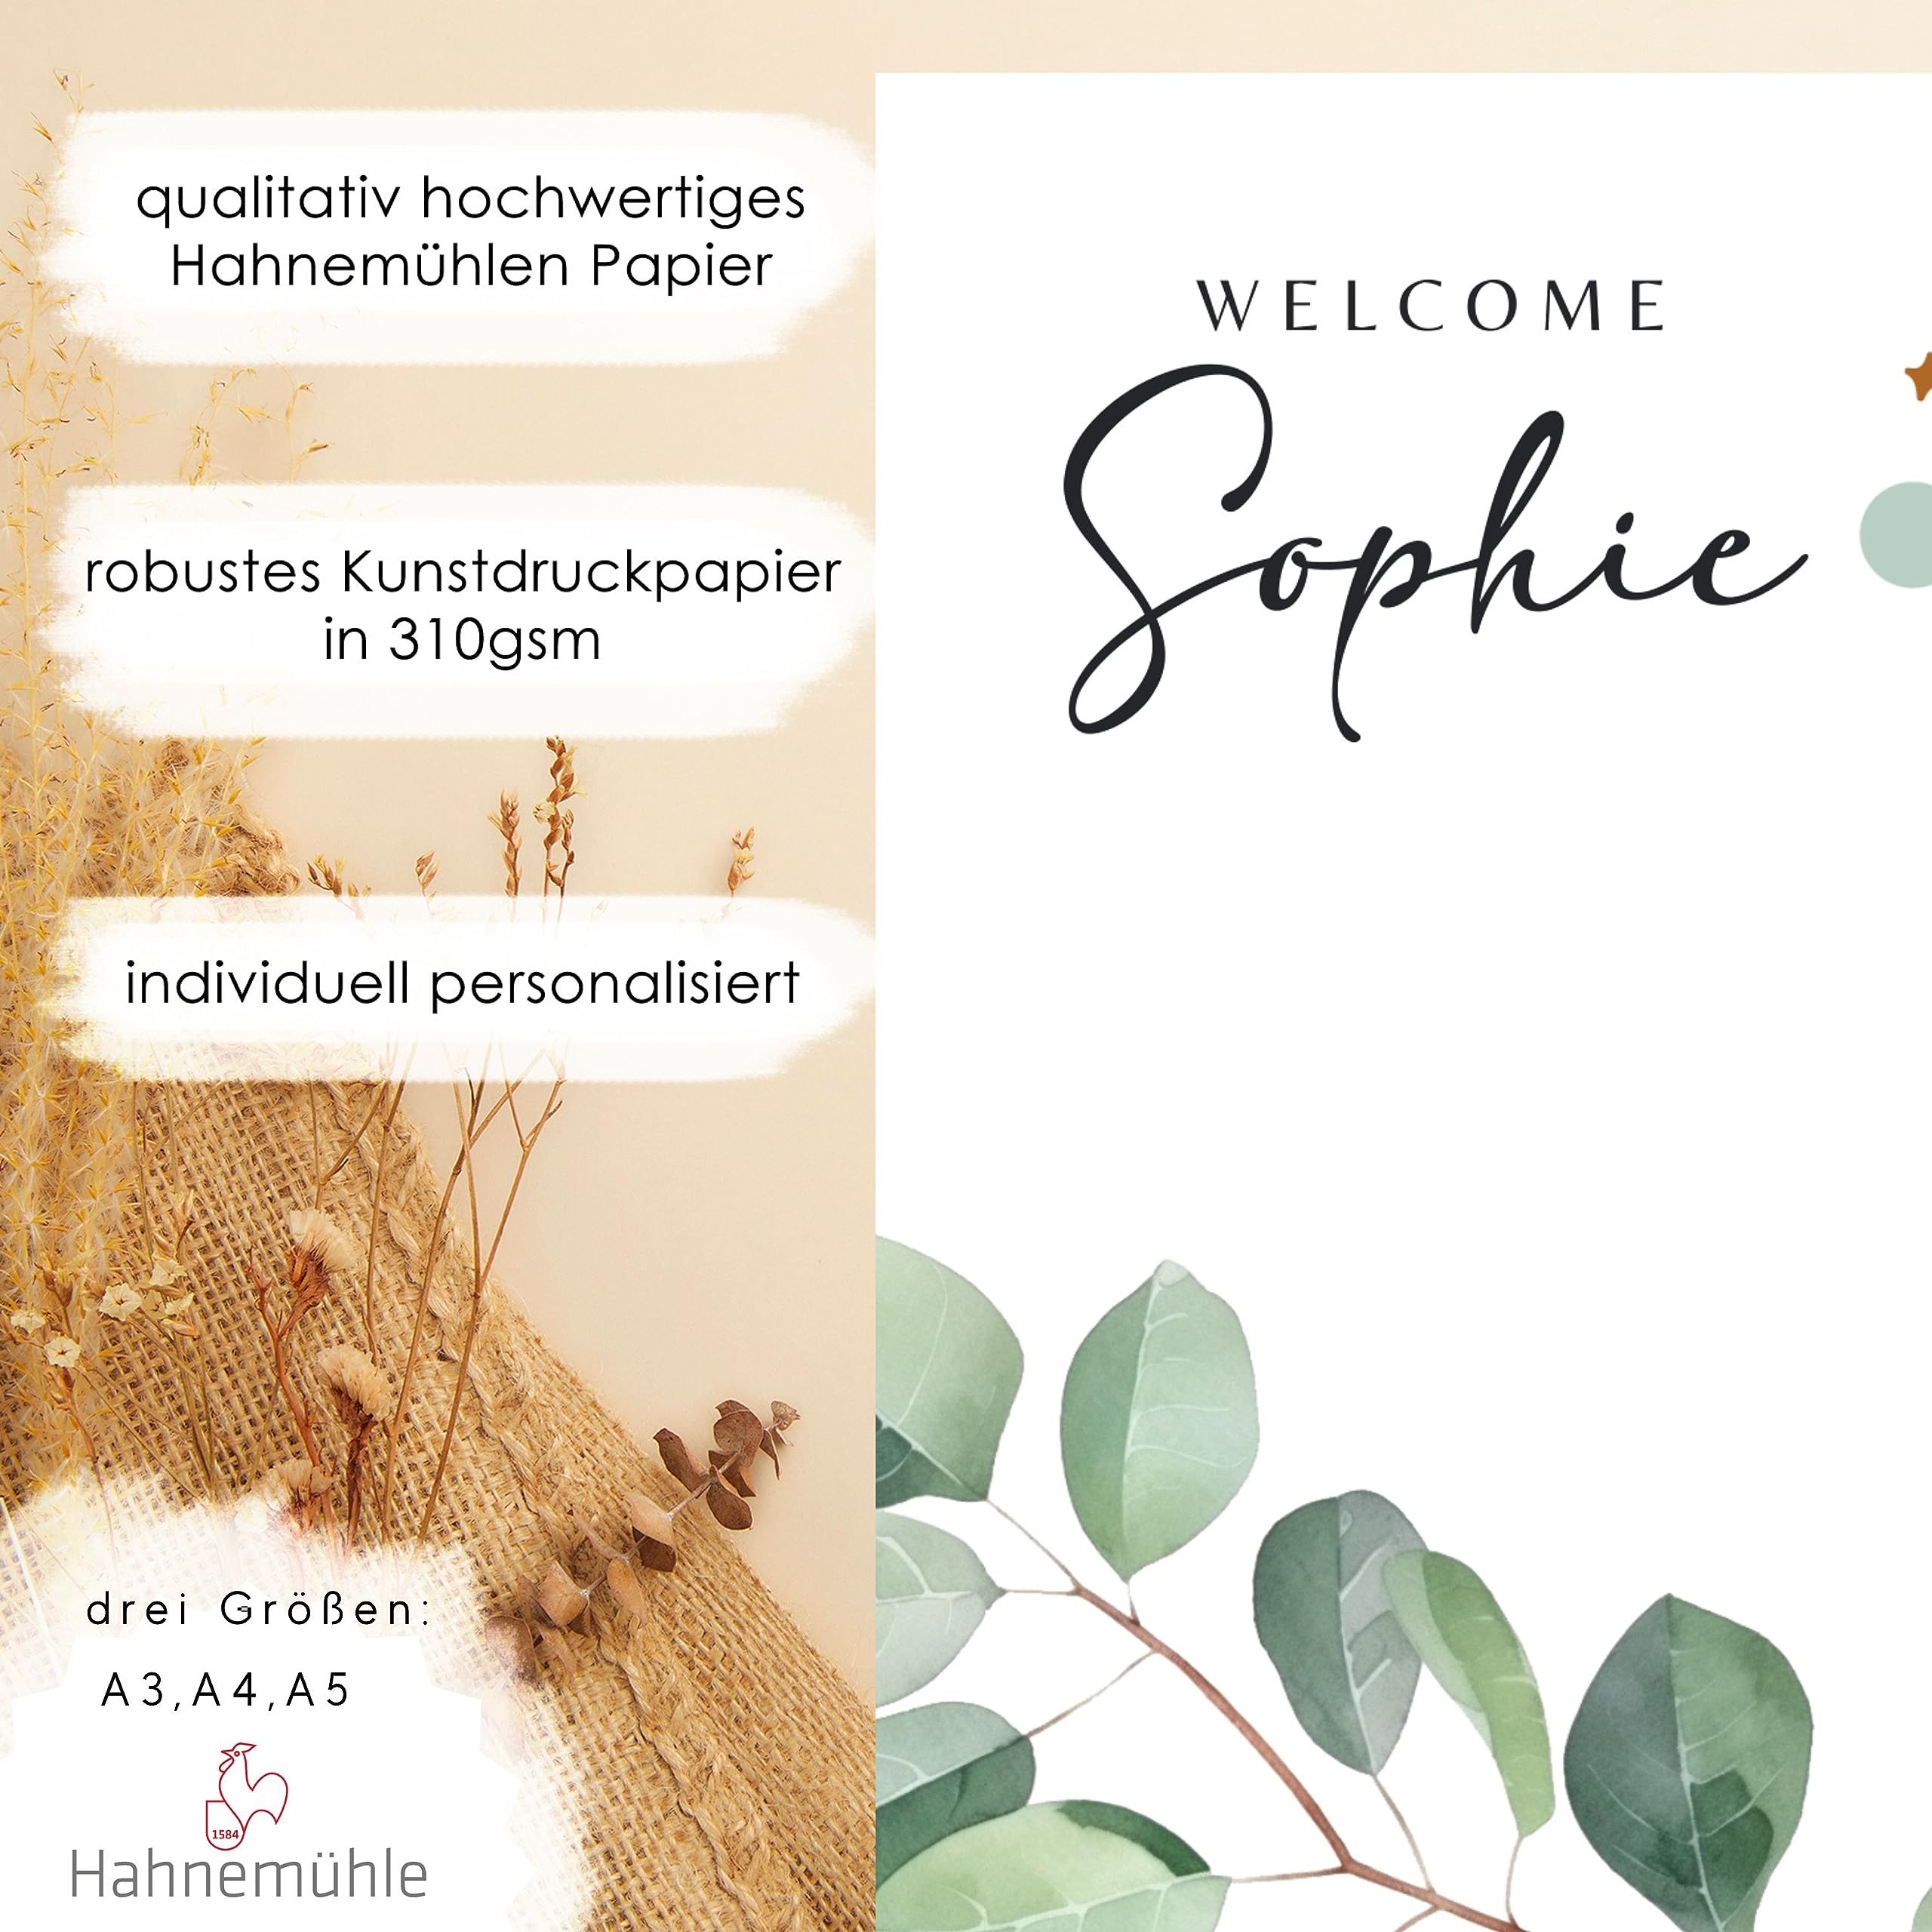 qualitativ hochwertiges
Hahnemühlen Papier
robustes Kunstdruckpapier
in 310gsm
individuell personalisiert
drei Größen:
A3,A4,A5
1584
Hahnemühle
WELCOME
Sophie